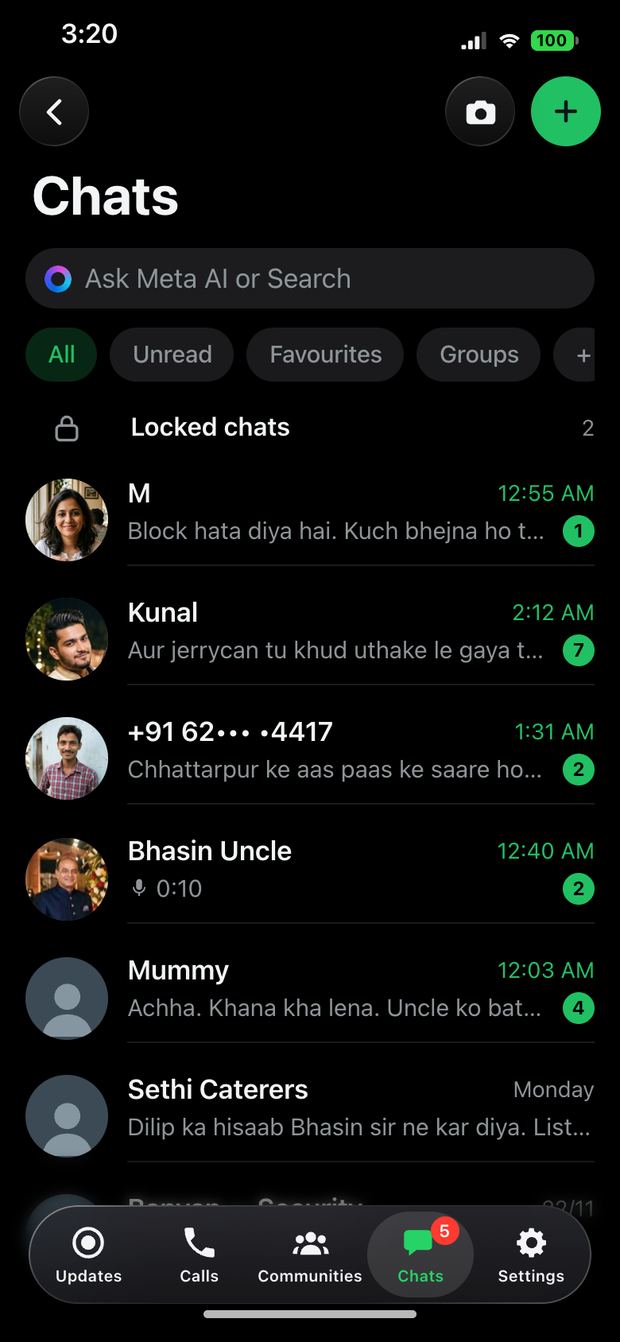 3:20
100
Chats
Ask Meta AI or Search
All Unread Favourites Groups +
Locked chats 2
M 12:55 AM
Block hata diya hai. Kuch bhejna ho t... 1
Kunal 2:12 AM
Aur jerrycan tu khud uthake le gaya t... 7
+91 62••• •4417 1:31 AM
Chhattarpur ke aas paas ke saare ho... 2
Bhasin Uncle 12:40 AM
0:10 2
Mummy 12:03 AM
Achha. Khana kha lena. Uncle ko bat... 4
Sethi Caterers Monday
Dilip ka hisaab Bhasin sir ne kar diya. List...
Security
5
Updates Calls Communities Chats Settings